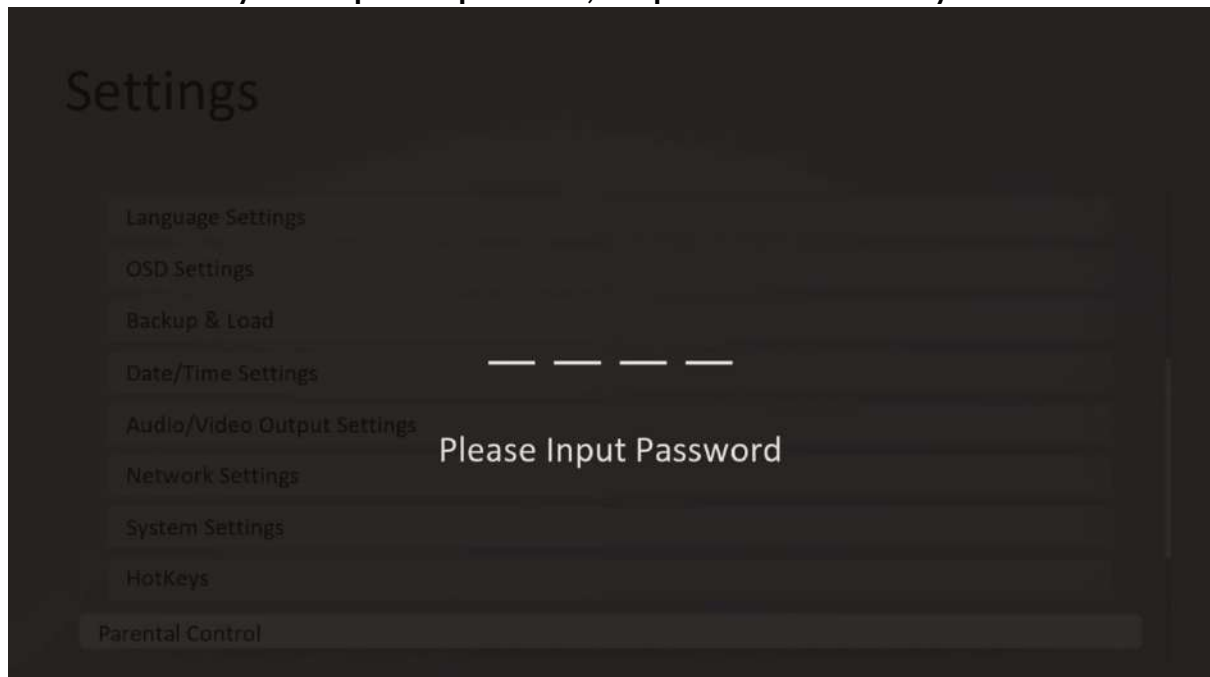 Settings
Language Settings
OSD Settings
Backup & Load
Date/Time Settings
Audio/Video Output Settings
Please Input Password
Network Settings
System Settings
HotKeys
Parental Control